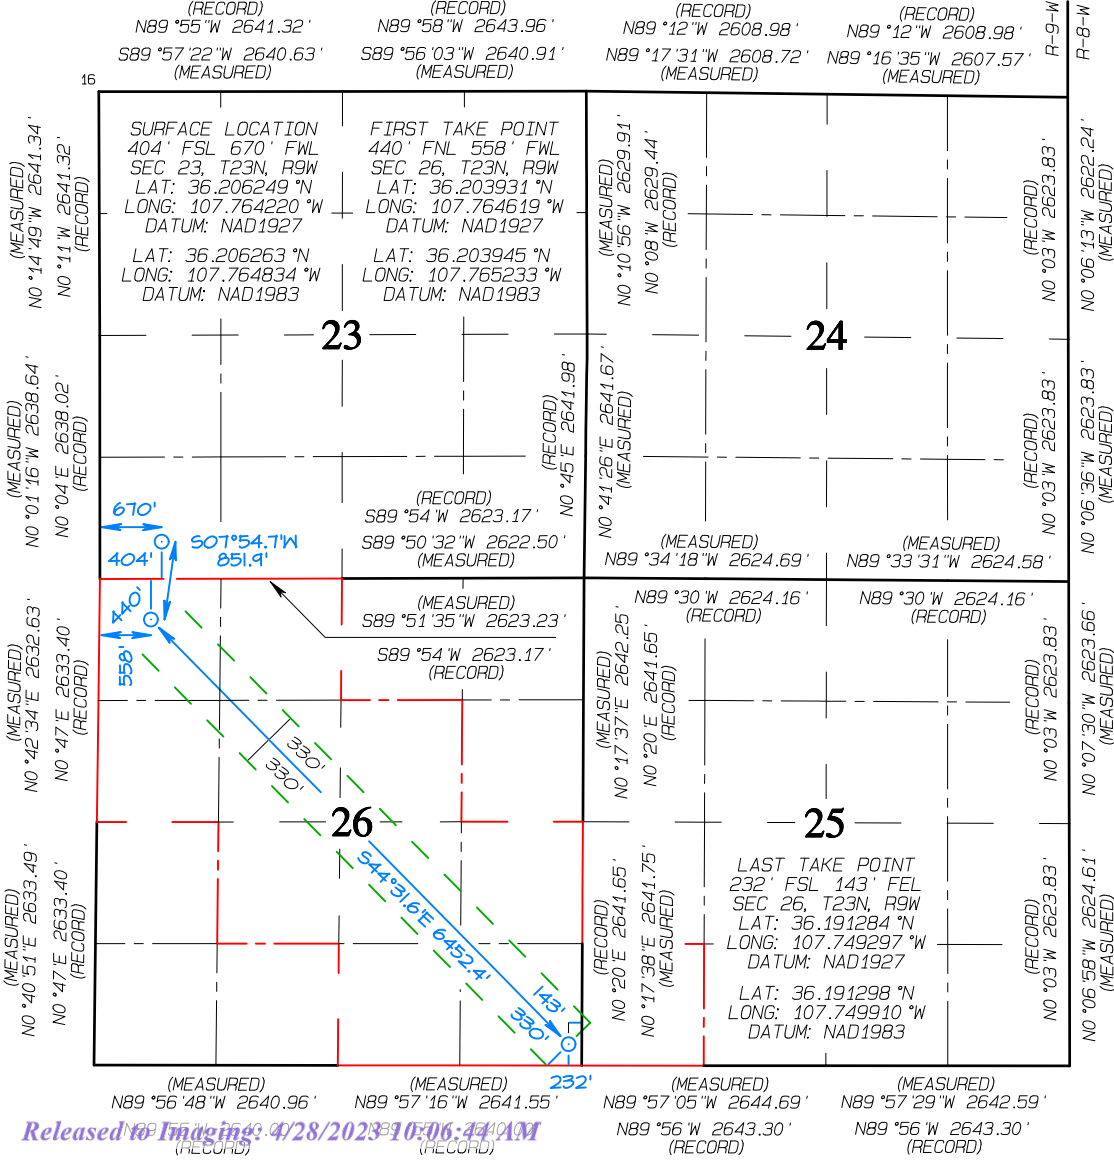 (RECORD)
N89°55'W 2641.32'
S89°57'22"W 2640.63'
(MEASURED)
(RECORD)
N89°58'W 2643.96'
S89°56'03"W 2640.91'
(MEASURED)
(RECORD)
N89°12"W 2608.98'
N89°17'31"W 2608.72'
(MEASURED)
(RECORD)
N89°12"W 2608.98'
N89°16'35"W 2607.57'
(MEASURED)
R-9-W
R-8-W
16
SURFACE LOCATION
404' FSL 670' FWL
SEC 23, T23N, R9W
LAT: 36.206249°N
LONG: 107.764220°W
DATUM: NAD1927
LAT: 36.206263°N
LONG: 107.764834°W
DATUM: NAD1983
FIRST TAKE POINT
440' FNL 558' FWL
SEC 26, T23N, R9W
LAT: 36.203931°N
LONG: 107.764619°W
DATUM: NAD1927
LAT: 36.203945°N
LONG: 107.765233°W
DATUM: NAD1983
(MEASURED)
N0°14'49"W 2641.34'
N0°11'W 2641.32'
(RECORD)
(MEASURED)
N0°10'56"W 2629.91'
N0°08'W 2629.44'
(RECORD)
(RECORD)
N0°03'W 2623.83'
N0°06'13"W 2622.24'
(MEASURED)
23
24
(MEASURED)
N0°01'16"W 2638.64'
N0°04'E 2638.02'
(RECORD)
(RECORD)
N0°45'E 2641.98'
N0°41'26"E 2641.67'
(MEASURED)
(RECORD)
N0°03'W 2623.83'
N0°06'36"W 2623.83'
(MEASURED)
670'
404'
S07°54.7'W
851.9'
(RECORD)
S89°54'W 2623.17'
S89°50'32"W 2622.50'
(MEASURED)
(MEASURED)
N89°34'18"W 2624.69'
(MEASURED)
N89°33'31"W 2624.58'
(MEASURED)
S89°51'35"W 2623.23'
S89°54'W 2623.17'
(RECORD)
N89°30"W 2624.16'
(RECORD)
N89°30"W 2624.16'
(RECORD)
440'
558'
(MEASURED)
N0°42'34"E 2632.63'
N0°47'E 2633.40'
(RECORD)
(MEASURED)
N0°17'37"E 2642.25'
N0°20'E 2641.65'
(RECORD)
(RECORD)
N0°03'W 2623.83'
N0°07'30"W 2623.66'
(MEASURED)
330'
330'
26
25
S44°31.6'E 6452.4'
(MEASURED)
N0°40'51"E 2633.49'
N0°47'E 2633.40'
(RECORD)
(RECORD)
N0°20'E 2641.65'
N0°17'38"E 2641.75'
(MEASURED)
LAST TAKE POINT
232' FSL 143' FEL
SEC 26, T23N, R9W
LAT: 36.191284°N
LONG: 107.749297°W
DATUM: NAD1927
LAT: 36.191298°N
LONG: 107.749910°W
DATUM: NAD1983
(RECORD)
N0°03'W 2623.83'
N0°06'58"W 2624.61'
(MEASURED)
143'
330'
232'
(MEASURED)
N89°56'48"W 2640.96'
(RECORD)
(MEASURED)
N89°57'16"W 2641.55'
(RECORD)
(MEASURED)
N89°57'05"W 2644.69'
N89°56'W 2643.30'
(RECORD)
(MEASURED)
N89°57'29"W 2642.59'
N89°56'W 2643.30'
(RECORD)
Released to Imaging: 4/28/2023 10:06:44 AM